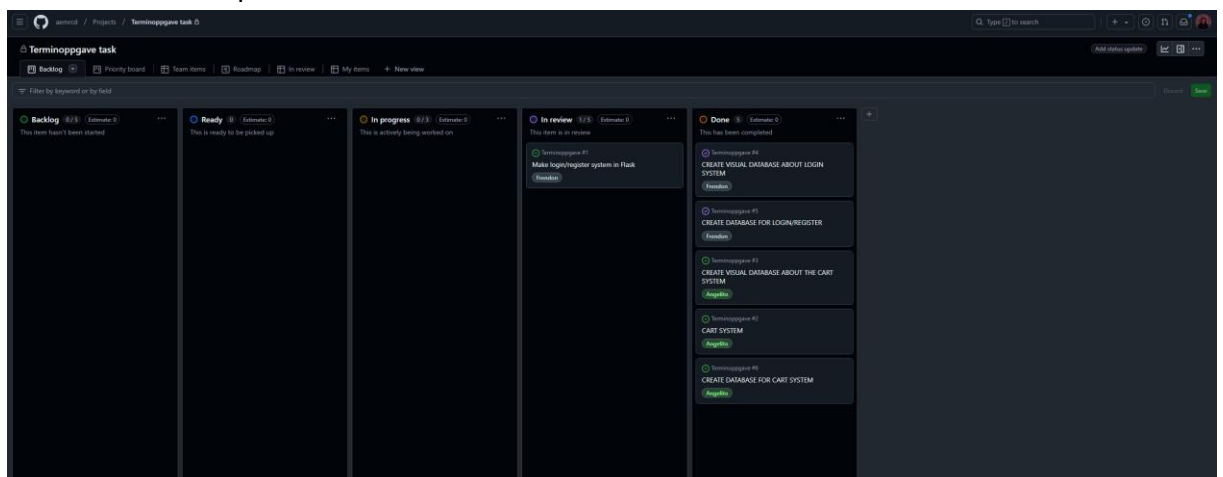 aemrcd / Projects / Terminoppgave task
Type / to search
Terminoppgave task
Add status update
Backlog
Priority board
Team items
Roadmap
In review
My items
+ New view
Filter by keyword or by field
Discard
Save
Backlog
Estimate: 0
This item hasn't been started
Ready 0 Estimate: 0
This is ready to be picked up
In progress 0 / 3 Estimate: 0
This is actively being worked on
In review Estimate: 0
This item is in review
Terminoppgave #1
Make login/register system in Flask
Frendon
Done 5 Estimate: 0
This has been completed
Terminoppgave #4
CREATE VISUAL DATABASE ABOUT LOGIN
SYSTEM
Frendon
Terminoppgave #5
CREATE DATABASE FOR LOGIN/REGISTER
Frendon
Terminoppgave #3
CREATE VISUAL DATABASE ABOUT THE CART
SYSTEM
Angelito
Terminoppgave #2
CART SYSTEM
Angelito
Terminoppgave #6
CREATE DATABASE FOR CART SYSTEM
Angelito